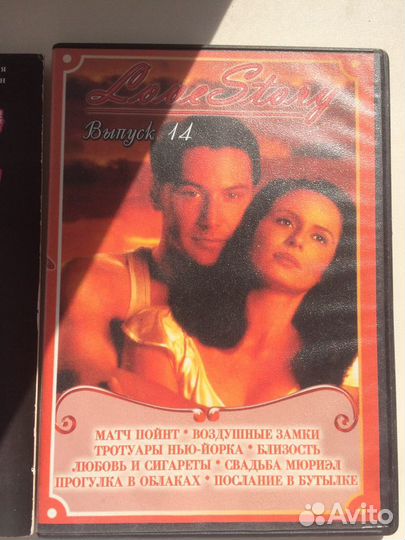 я
н
Love Story
Выпуск 14
МАТЧ ПОЙНТ • ВОЗДУШНЫЕ ЗАМКИ
ТРОТУАРЫ НЬЮ-ЙОРКА • БЛИЗОСТЬ
ЛЮБОВЬ И СИГАРЕТЫ • СВАДЬБА МЮРИЭЛ
ПРОГУЛКА В ОБЛАКАХ • ПОСЛАНИЕ В БУТЫЛКЕ
Avito